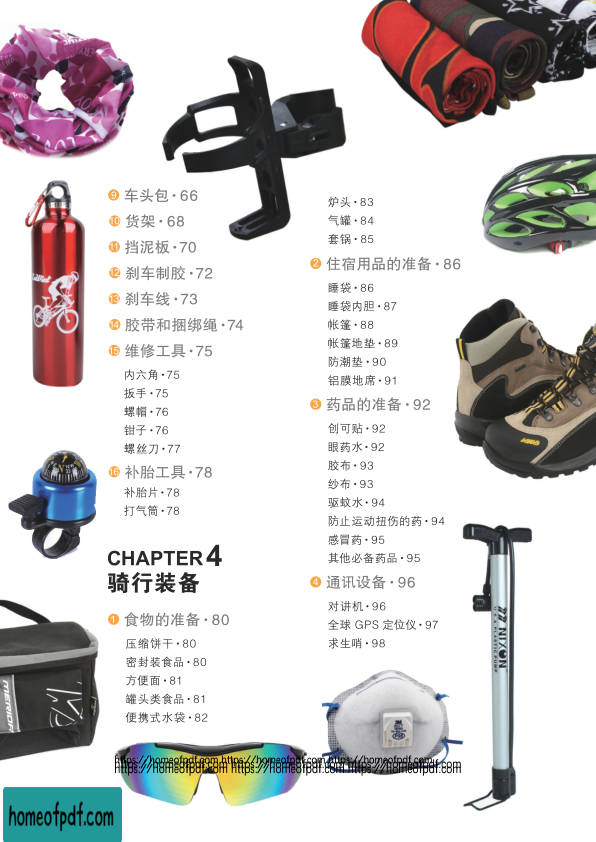 9 车头包·66
10 货架·68
11 挡泥板·70
12 刹车制胶·72
13 刹车线·73
14 胶带和捆绑绳·74
15 维修工具·75
内六角·75
扳手·75
螺帽·76
钳子·76
螺丝刀·77
16 补胎工具·78
补胎片·78
打气筒·78
CHAPTER 4
骑行装备
1 食物的准备·80
压缩饼干·80
密封装食品·80
方便面·81
罐头类食品·81
便携式水袋·82
炉头·83
气罐·84
套锅·85
2 住宿用品的准备·86
睡袋·86
睡袋内胆·87
帐篷·88
帐篷地垫·89
防潮垫·90
铝膜地席·91
3 药品的准备·92
创可贴·92
眼药水·92
胶布·93
纱布·93
驱蚊水·94
防止运动扭伤的药·94
感冒药·95
其他必备药品·95
4 通讯设备·96
对讲机·96
全球 GPS 定位仪·97
求生哨·98
NIXON
MERIDA
3M
https://homeofpdf.com https://homeofpdf.com https://homeofpdf.com
https://homeofpdf.com https://homeofpdf.com https://homeofpdf.com
homeofpdf.com